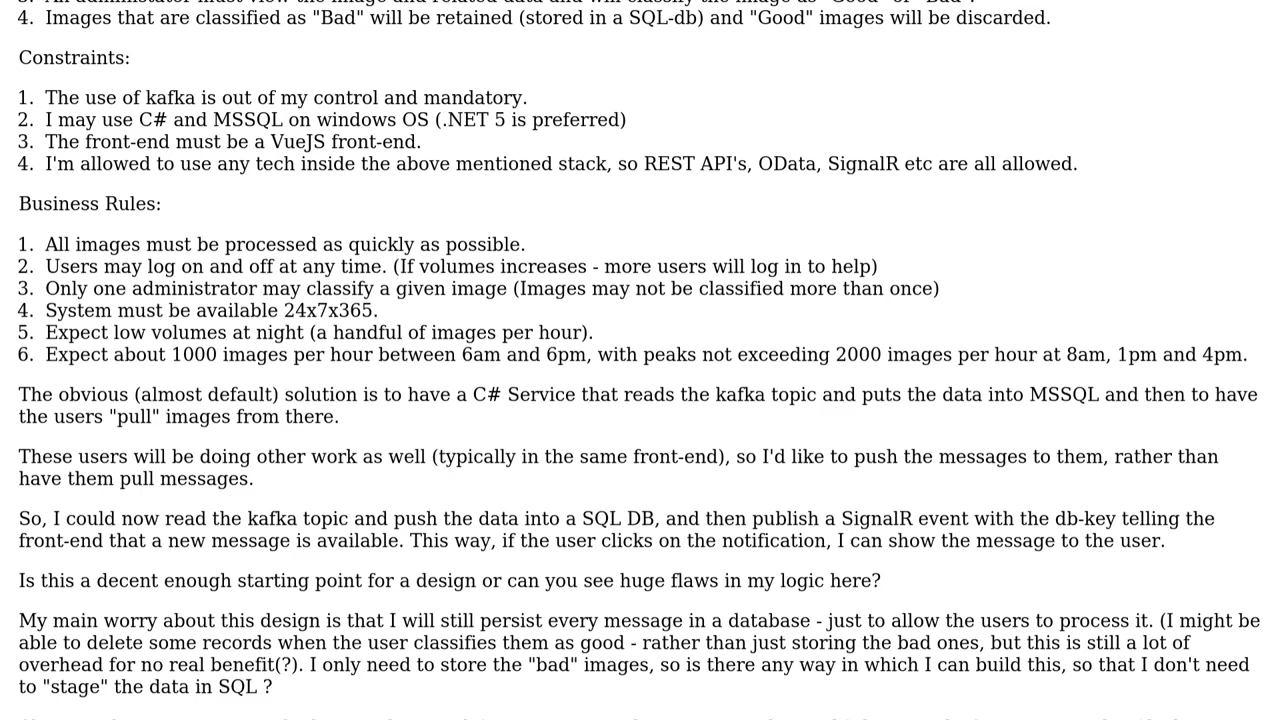 4. Images that are classified as "Bad" will be retained (stored in a SQL-db) and "Good" images will be discarded.
Constraints:
1. The use of kafka is out of my control and mandatory.
2. I may use C# and MSSQL on windows OS (.NET 5 is preferred)
3. The front-end must be a VueJS front-end.
4. I'm allowed to use any tech inside the above mentioned stack, so REST API's, OData, SignalR etc are all allowed.
Business Rules:
1. All images must be processed as quickly as possible.
2. Users may log on and off at any time. (If volumes increases - more users will log in to help)
3. Only one administrator may classify a given image (Images may not be classified more than once)
4. System must be available 24x7x365.
5. Expect low volumes at night (a handful of images per hour).
6. Expect about 1000 images per hour between 6am and 6pm, with peaks not exceeding 2000 images per hour at 8am, 1pm and 4pm.
The obvious (almost default) solution is to have a C# Service that reads the kafka topic and puts the data into MSSQL and then to have
the users "pull" images from there.
These users will be doing other work as well (typically in the same front-end), so I'd like to push the messages to them, rather than
have them pull messages.
So, I could now read the kafka topic and push the data into a SQL DB, and then publish a SignalR event with the db-key telling the
front-end that a new message is available. This way, if the user clicks on the notification, I can show the message to the user.
Is this a decent enough starting point for a design or can you see huge flaws in my logic here?
My main worry about this design is that I will still persist every message in a database - just to allow the users to process it. (I might be
able to delete some records when the user classifies them as good - rather than just storing the bad ones, but this is still a lot of
overhead for no real benefit(?). I only need to store the "bad" images, so is there any way in which I can build this, so that I don't need
to "stage" the data in SQL ?